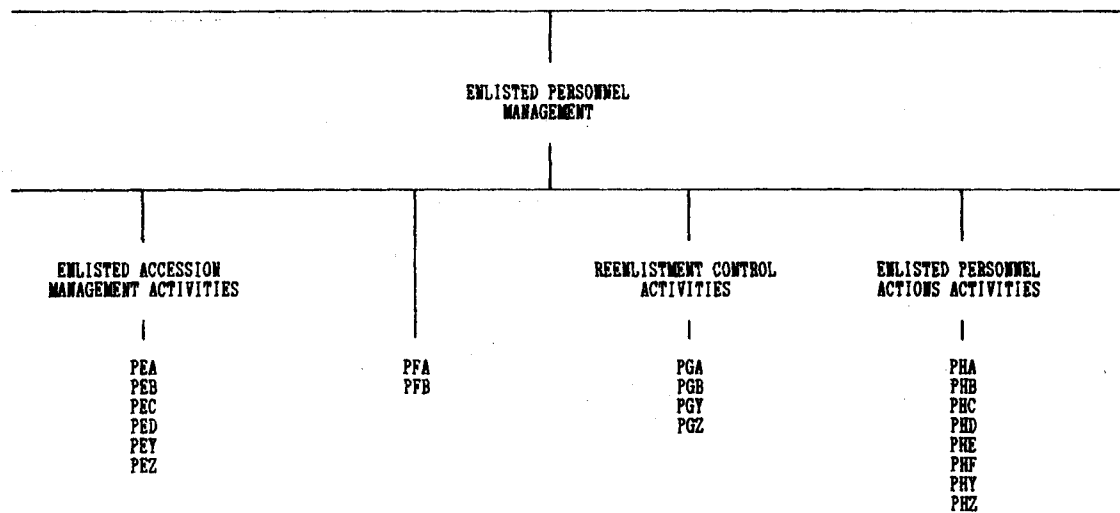 ENLISTED PERSONNEL
MANAGEMENT
ENLISTED ACCESSION
MANAGEMENT ACTIVITIES
PEA
PEB
PEC
PED
PEY
PEZ
PFA
PFB
REENLISTMENT CONTROL
ACTIVITIES
PGA
PGB
PGY
PGZ
ENLISTED PERSONNEL
ACTIONS ACTIVITIES
PHA
PHB
PHC
PHD
PHE
PHF
PHY
PHZ